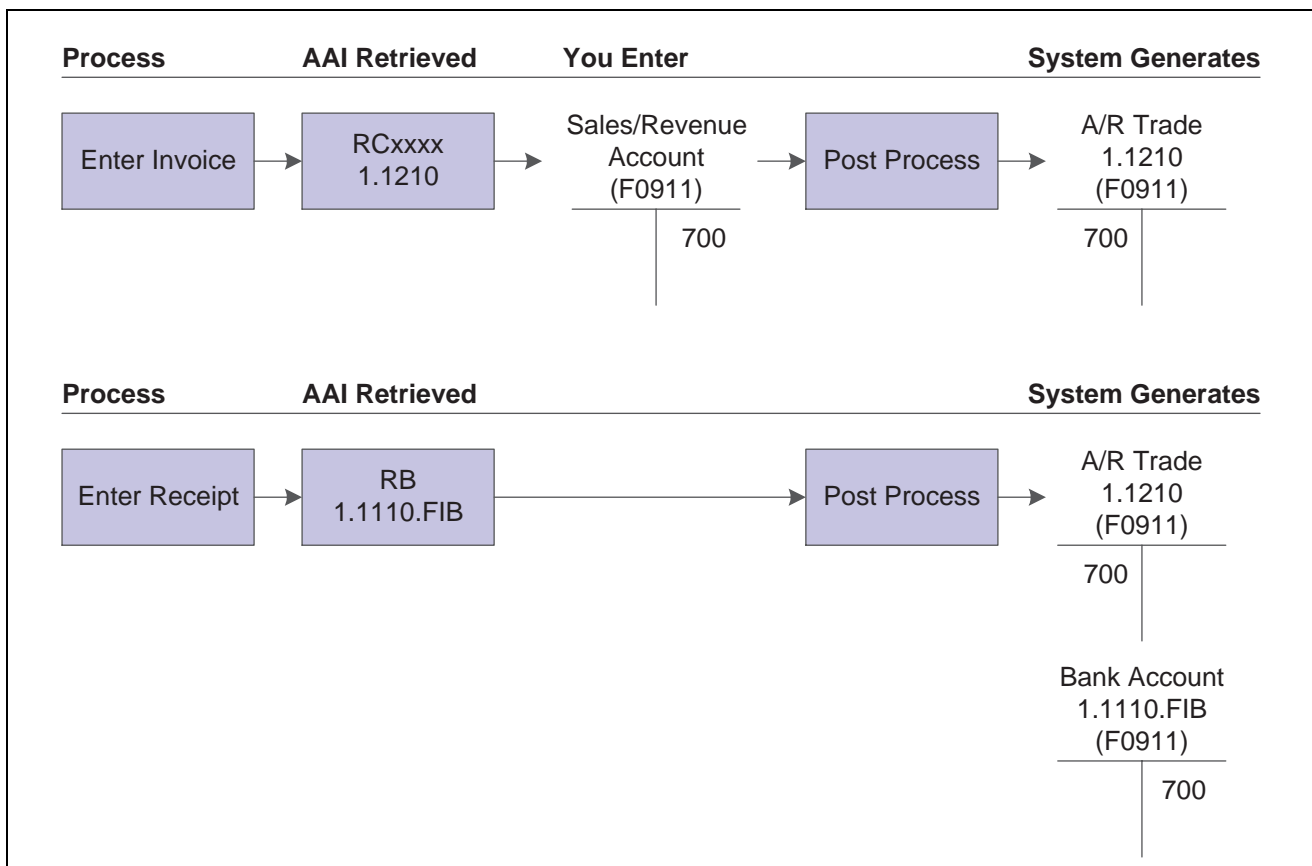 Process AAI Retrieved You Enter System Generates
Enter Invoice
RCxxxx
1.1210
Sales/Revenue
Account
(F0911)
700
Post Process
A/R Trade
1.1210
(F0911)
700
Process AAI Retrieved System Generates
Enter Receipt
RB
1.1110.FIB
Post Process
A/R Trade
1.1210
(F0911)
700
Bank Account
1.1110.FIB
(F0911)
700